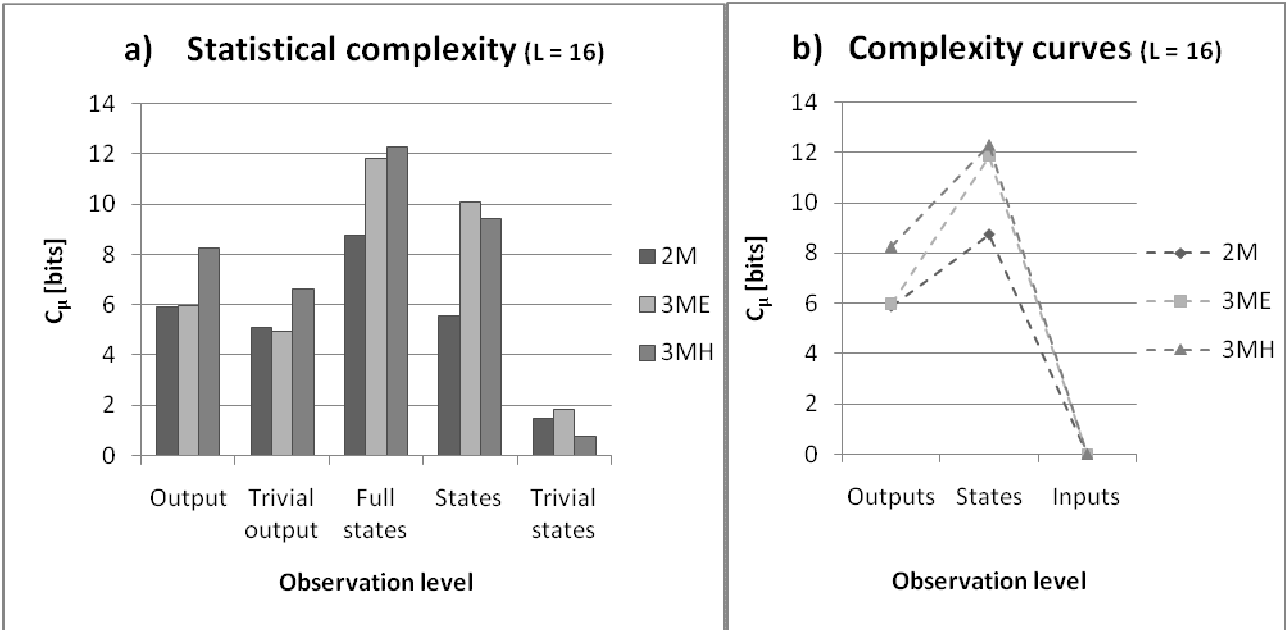 a) Statistical complexity (L = 16)
14
12
10
8
6
4
2
0
Cμ [bits]
Output
Trivial output
Full states
States
Trivial states
Observation level
2M
3ME
3MH
b) Complexity curves (L = 16)
14
12
10
8
6
4
2
0
Cμ [bits]
Outputs
States
Inputs
Observation level
2M
3ME
3MH